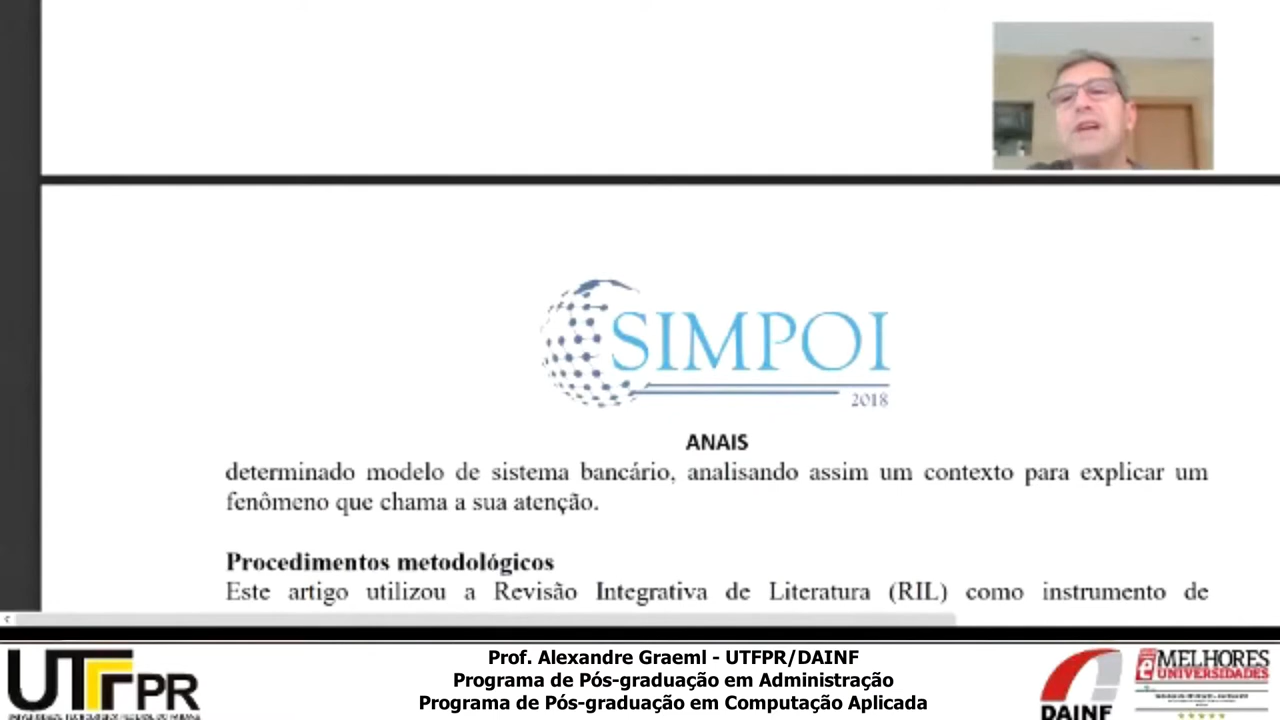 SIMPOI
2018
ANAIS
determinado modelo de sistema bancário, analisando assim um contexto para explicar um
fenômeno que chama a sua atenção.
Procedimentos metodológicos
Este artigo utilizou a Revisão Integrativa de Literatura (RIL) como instrumento de
UTFPR
Prof. Alexandre Graeml - UTFPR/DAINF
Programa de Pós-graduação em Administração
Programa de Pós-graduação em Computação Aplicada
DAINF
MELHORES
UNIVERSIDADES